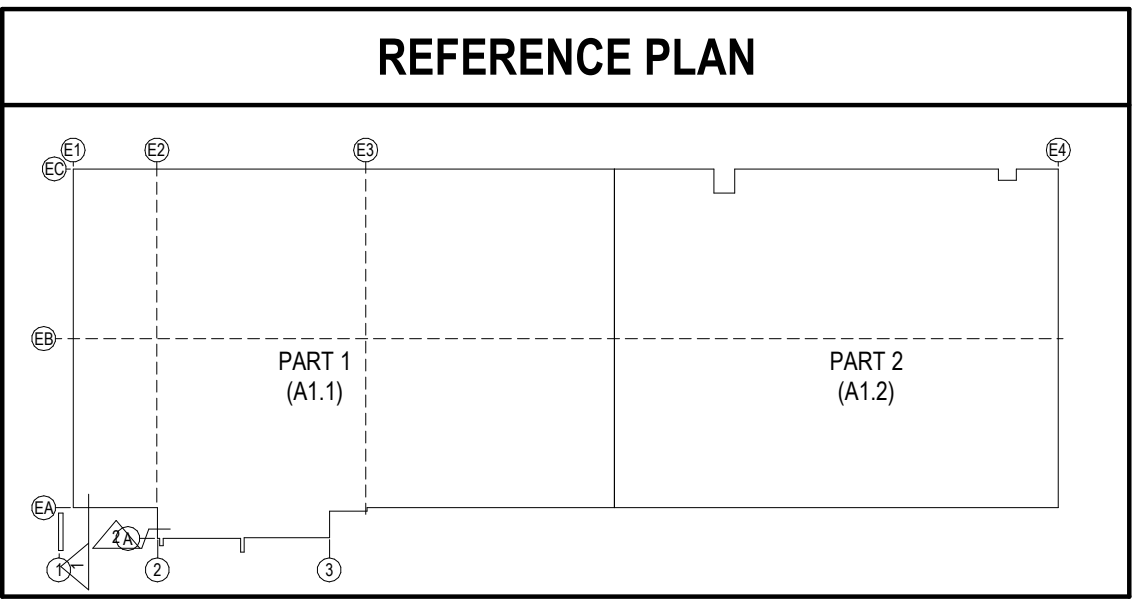 REFERENCE PLAN
E1
E2
E3
E4
EC
EB
PART 1
(A1.1)
PART 2
(A1.2)
EA
2
A
1
2
3